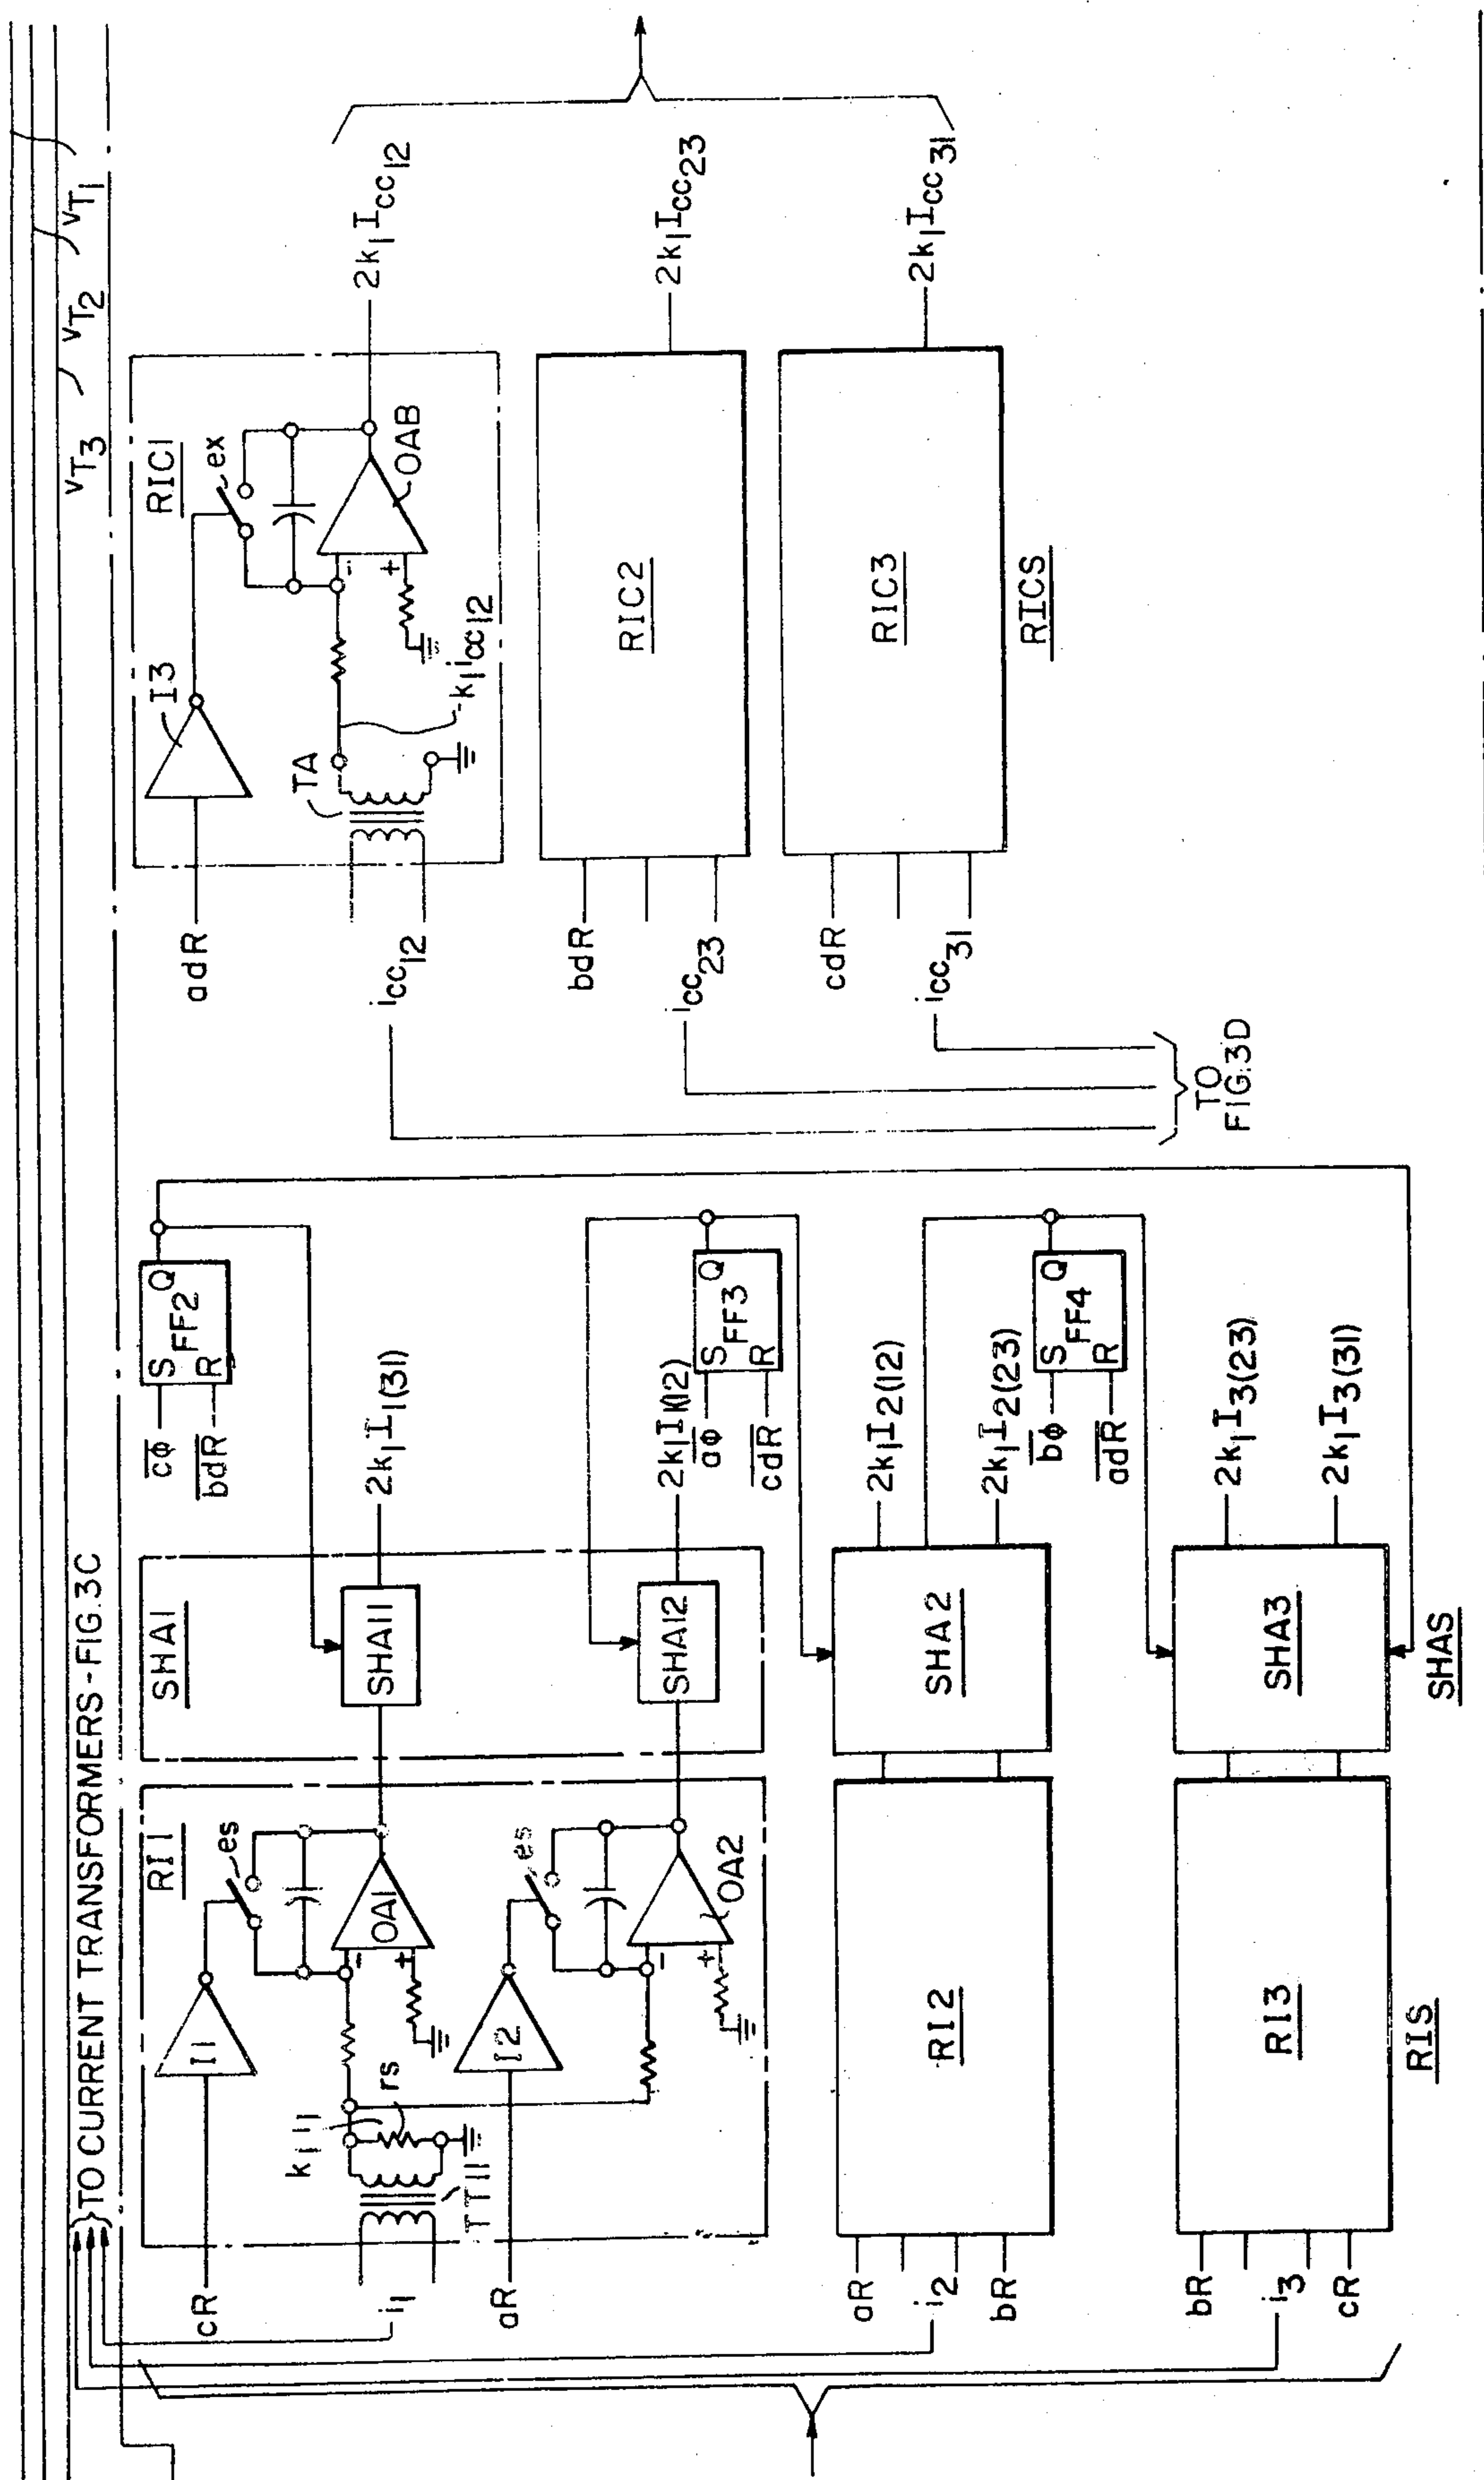 TO CURRENT TRANSFORMERS - FIG. 3C
vT3
vT2
vT1
cR
I1
RI1
es
OA1
−
+
k1 i1
rs
TT11
i1
aR
I2
es
OA2
−
+
SHA1
SHA11
SHA12
2k1I1(31)
2k1I1(12)
cφ
bdR
S
R
Q
FF2
aφ
cdR
S
R
Q
FF3
aR
i2
bR
RI2
SHA2
2k1I2(12)
2k1I2(23)
bφ
adR
S
R
Q
FF4
bR
i3
cR
RI3
RIS
SHA3
SHAS
2k1I3(23)
2k1I3(31)
adR
I3
RIC1
ex
OAB
−
+
TA
-k1icc12
icc12
2k1Icc12
bdR
icc23
RIC2
2k1Icc23
cdR
icc31
RIC3
RICS
2k1Icc31
TO
FIG. 3D